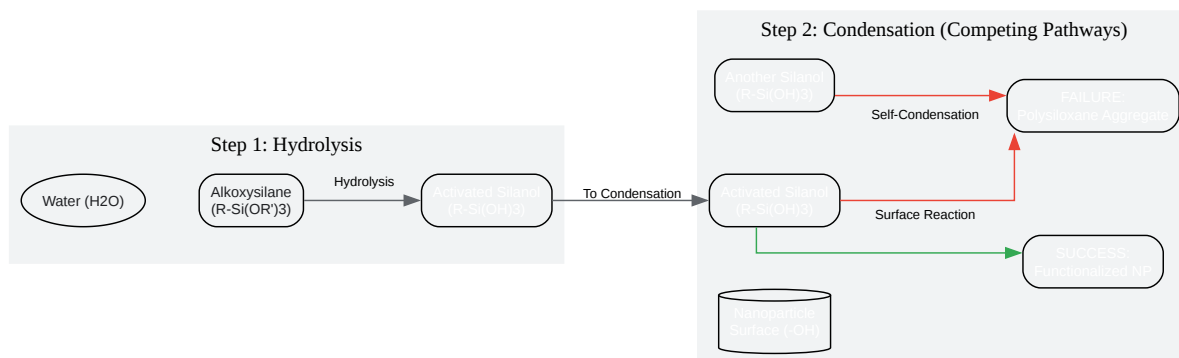 Step 1: Hydrolysis
Water (H2O)
Alkoxysilane
(R-Si(OR')3)
Hydrolysis
Activated Silanol
(R-Si(OH)3)
To Condensation
Step 2: Condensation (Competing Pathways)
Another Silanol
(R-Si(OH)3)
Self-Condensation
FAILURE:
Polysiloxane Aggregate
Activated Silanol
(R-Si(OH)3)
Surface Reaction
SUCCESS:
Functionalized NP
Nanoparticle
Surface (-OH)